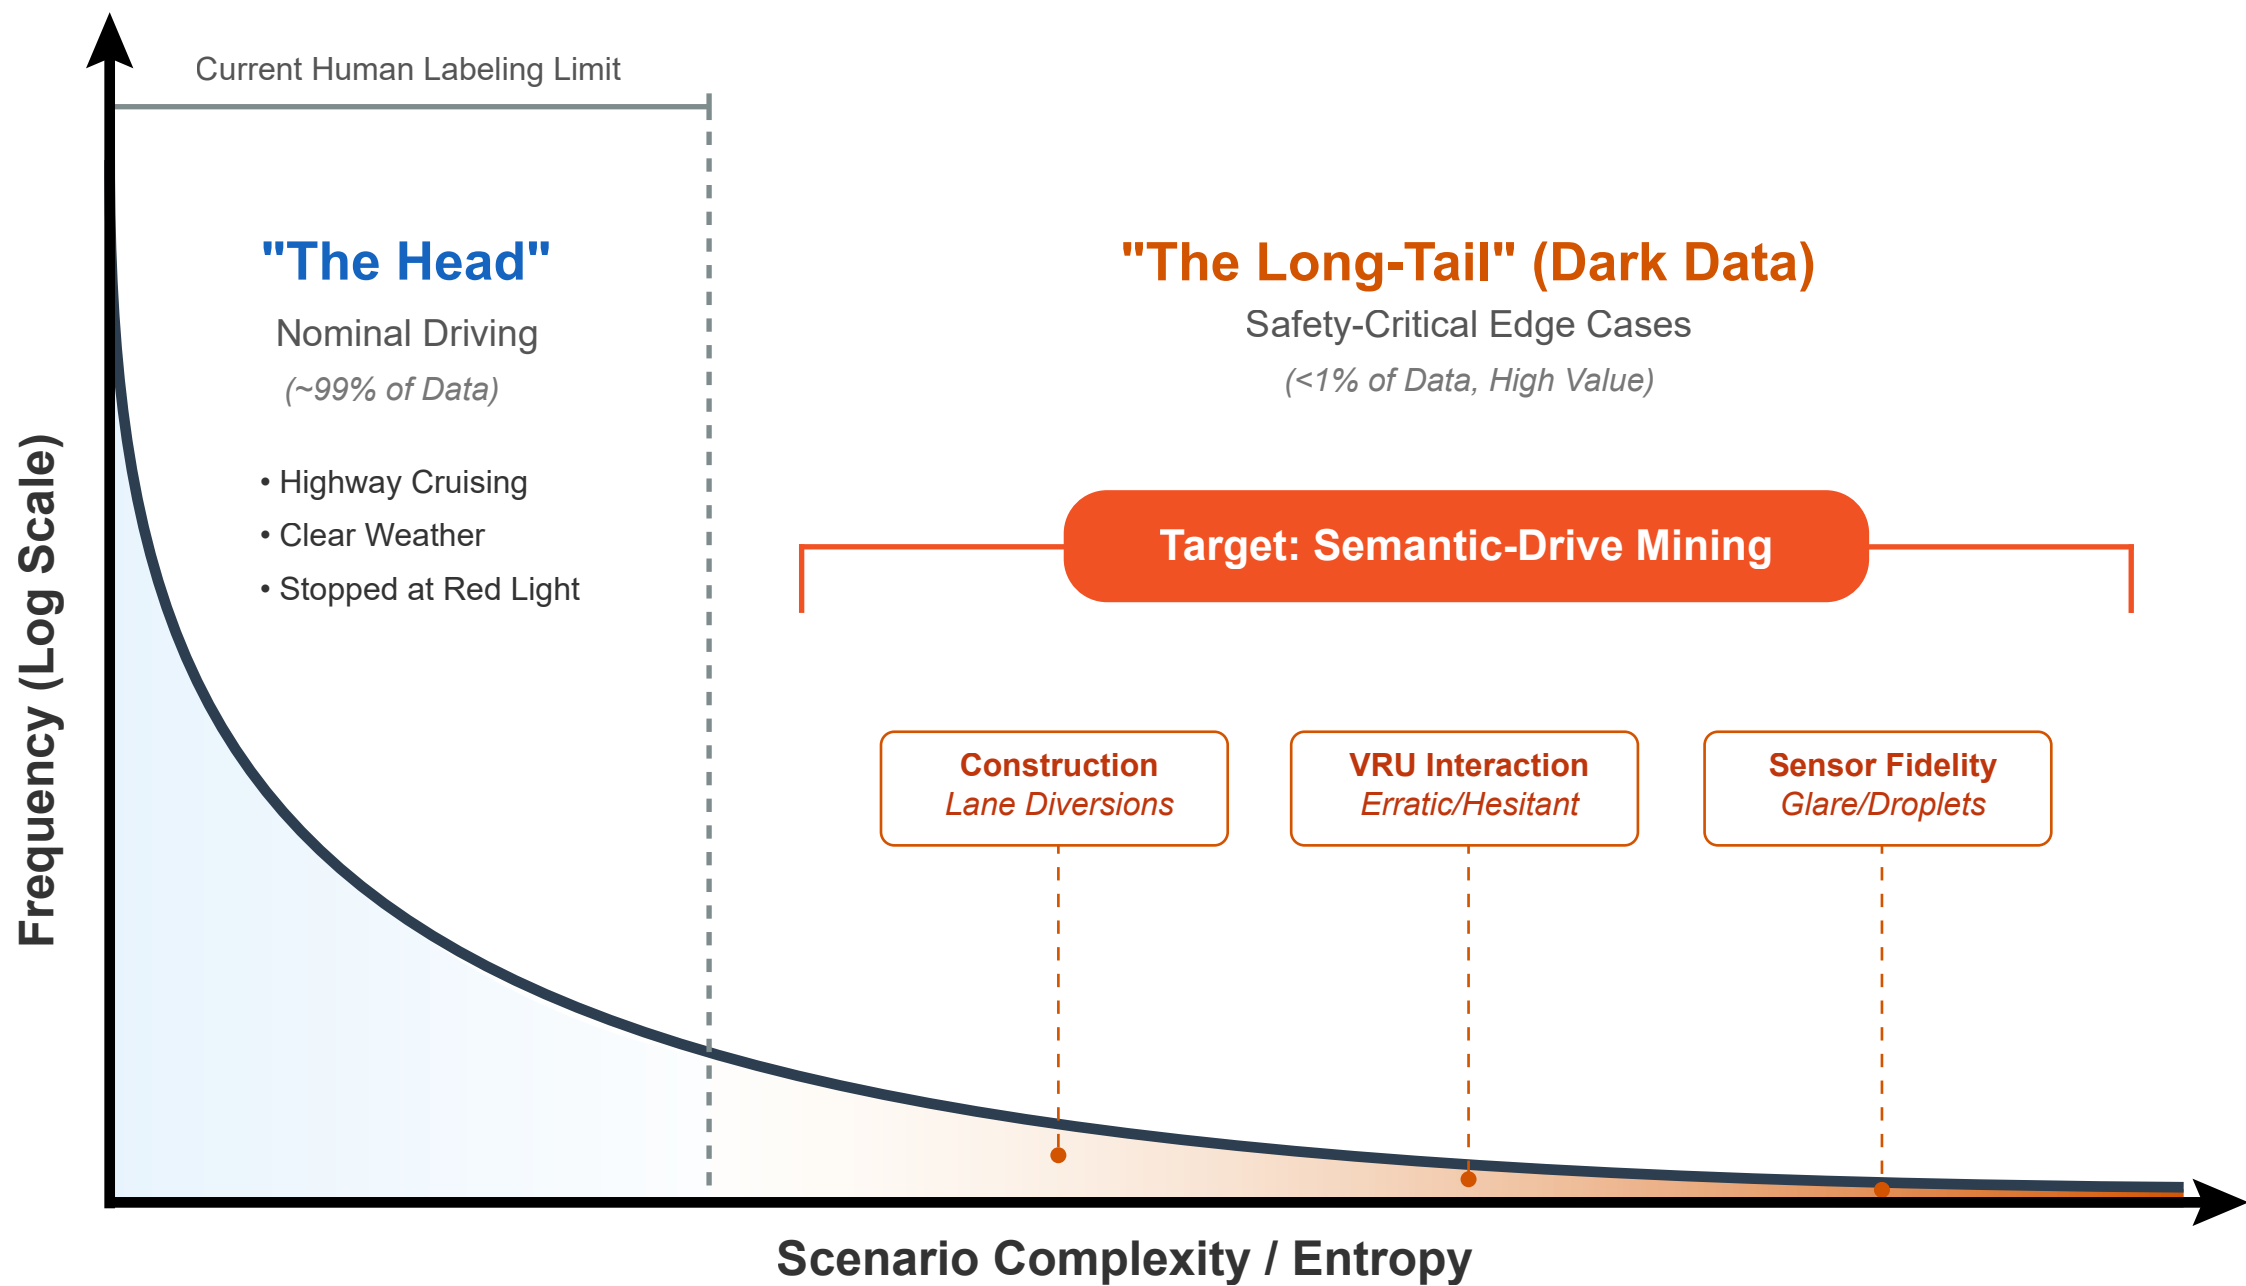 Current Human Labeling Limit
"The Head"
Nominal Driving
(~99% of Data)
• Highway Cruising
• Clear Weather
• Stopped at Red Light
"The Long-Tail" (Dark Data)
Safety-Critical Edge Cases
(<1% of Data, High Value)
Target: Semantic-Drive Mining
Construction
Lane Diversions
VRU Interaction
Erratic/Hesitant
Sensor Fidelity
Glare/Droplets
Frequency (Log Scale)
Scenario Complexity / Entropy